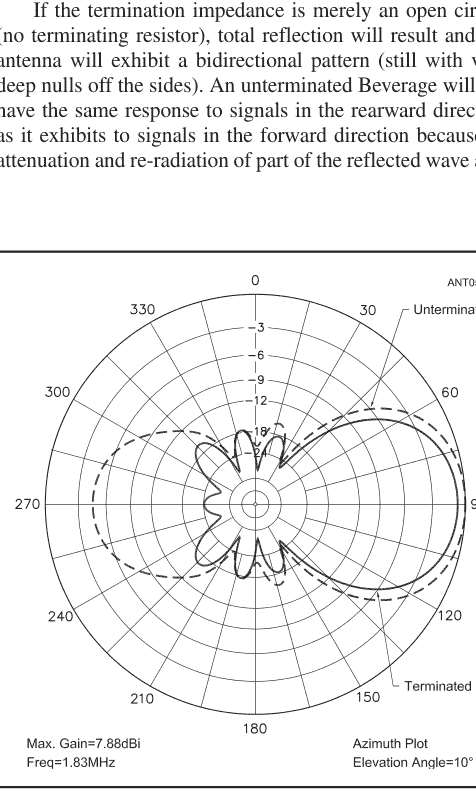 If the termination impedance is merely an open
(no terminating resistor), total reflection will result and
antenna will exhibit a bidirectional pattern (still with
deep nulls off the sides). An unterminated Beverage will
have the same response to signals in the rearward
as it exhibits to signals in the forward direction because
attenuation and re-radiation of part of the reflected wave
0
330
30
-3
-6
-9
-12
-18
-24
300
60
270
240
120
210
150
180
Terminated
Max. Gain=7.88dBi
Freq=1.83MHz
Azimuth Plot
Elevation Angle=10°